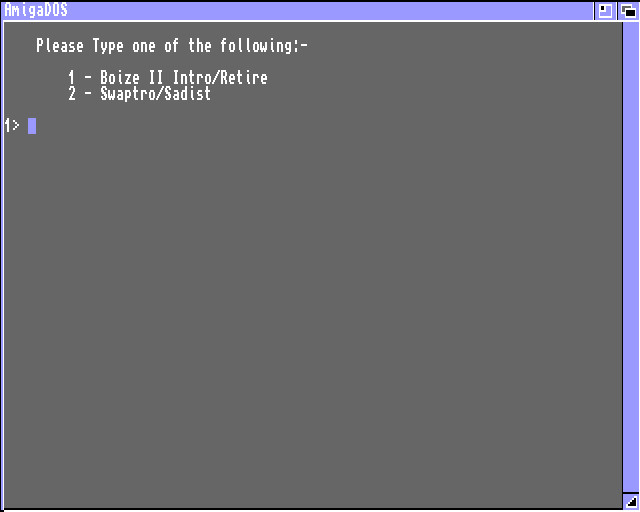 AmigaDOS
Please Type one of the following:-
1 - Boize II Intro/Retire
2 - Swaptro/Sadist
1>